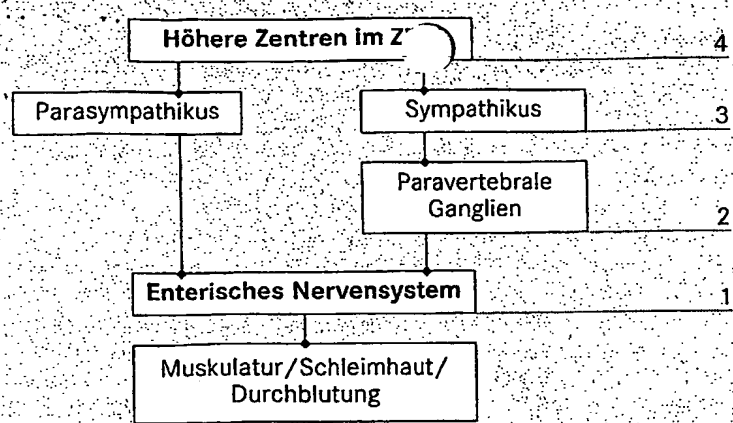 Höhere Zentren im
4
Parasympathikus
Sympathikus
3
Paravertebrale
Ganglien
2
Enterisches Nervensystem
1
Muskulatur/Schleimhaut/
Durchblutung